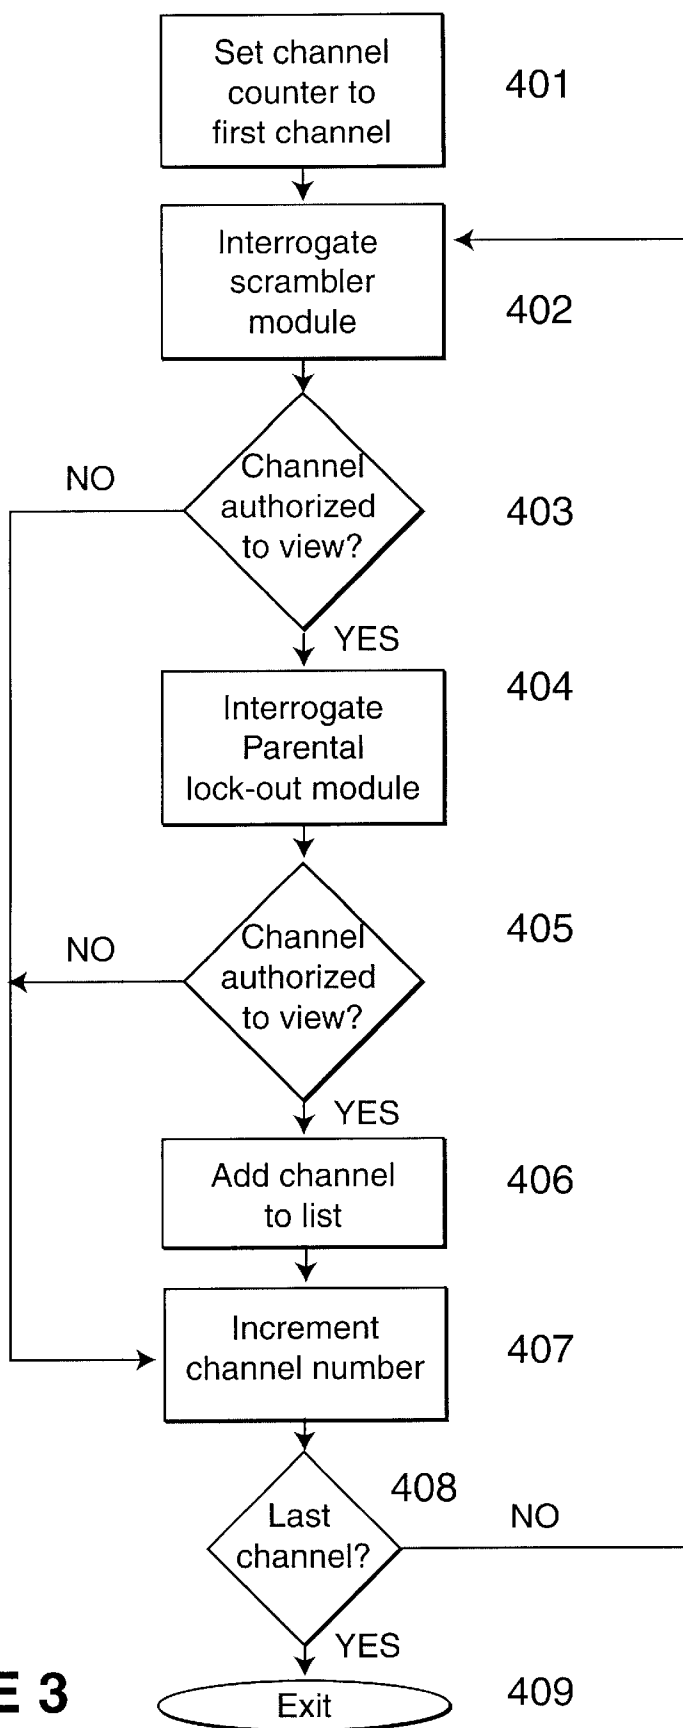 Set channel
counter to
first channel
401
Interrogate
scrambler
module
402
NO
Channel
authorized
to view?
403
YES
404
Interrogate
Parental
lock-out module
405
NO
Channel
authorized
to view?
YES
Add channel
to list
406
Increment
channel number
407
408
Last
channel?
NO
YES
E 3
Exit
409